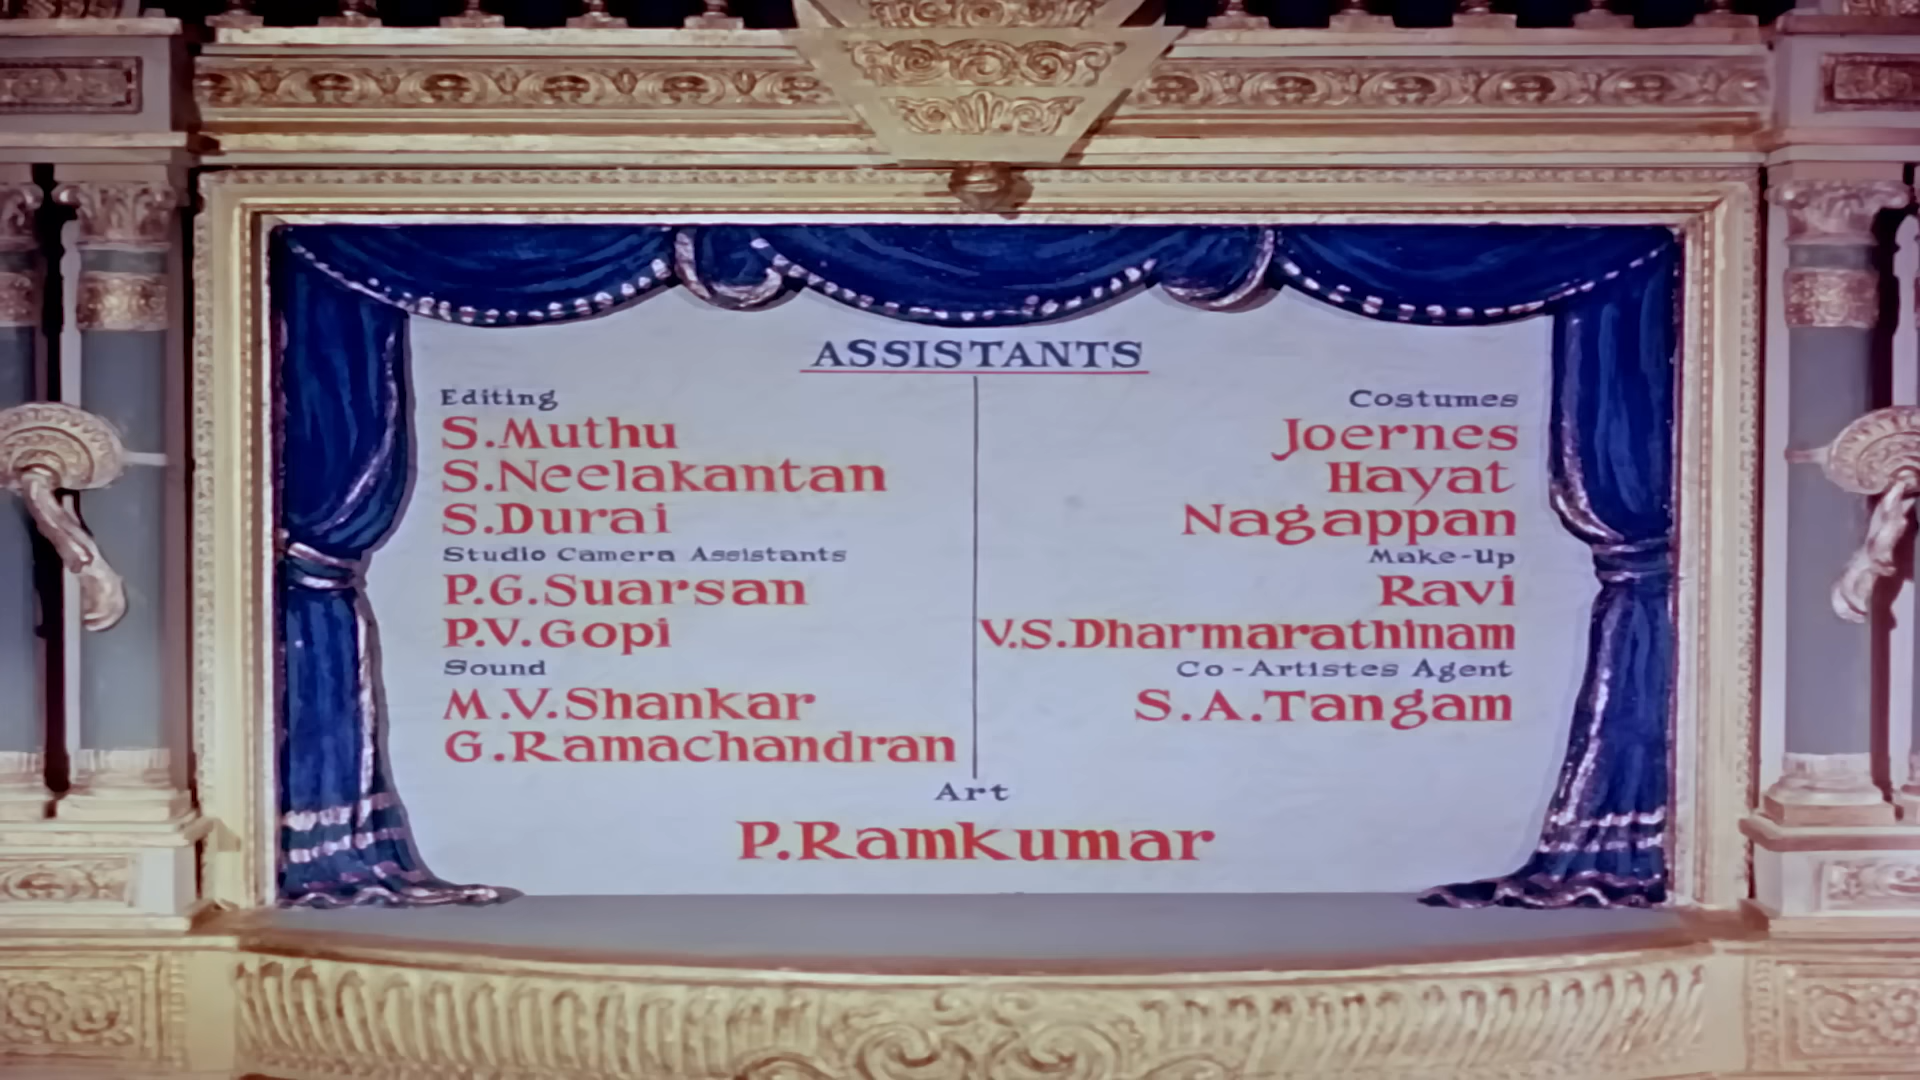 ASSISTANTS
Editing
S.Muthu
S.Neelakantan
S.Durai
Studio Camera Assistants
P.G.Suarsan
P.V.Gopi
Sound
M.V.Shankar
G.Ramachandran
Costumes
Joernes
Hayat
Nagappan
Make-Up
Ravi
V.S.Dharmarathinam
Co-Artistes Agent
S.A.Tangam
Art
P.Ramkumar